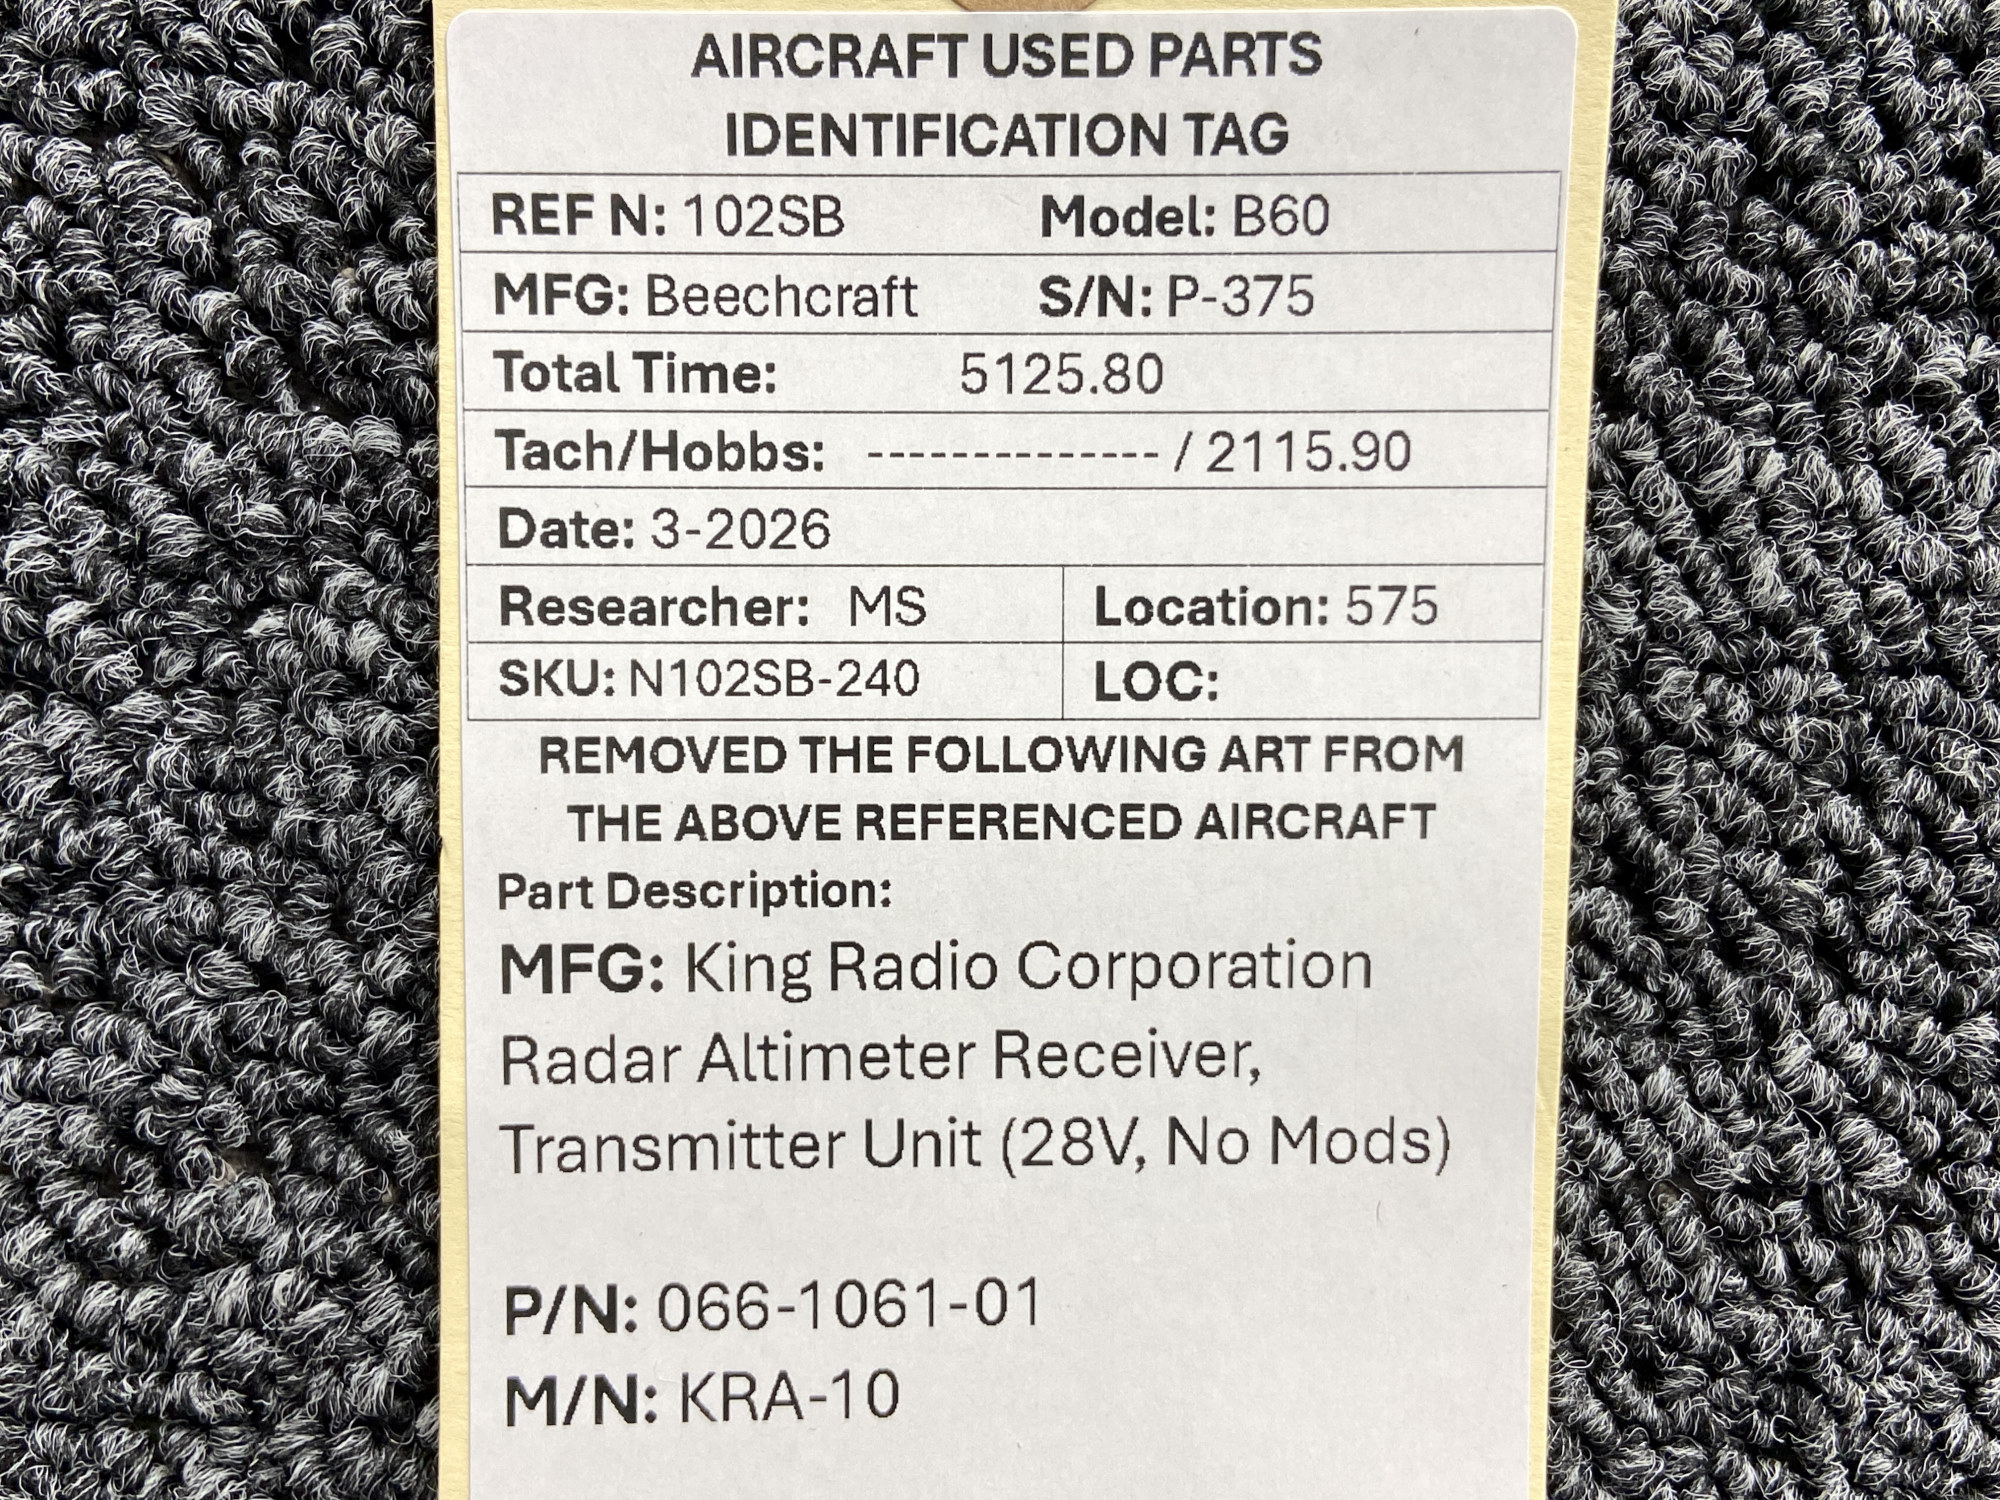 AIRCRAFT USED PARTS
IDENTIFICATION TAG
REF N: 102SB Model: B60
MFG: Beechcraft S/N: P-375
Total Time: 5125.80
Tach/Hobbs: -------------- / 2115.90
Date: 3-2026
Researcher: MS Location: 575
SKU: N102SB-240 LOC:
REMOVED THE FOLLOWING ART FROM
THE ABOVE REFERENCED AIRCRAFT
Part Description:
MFG: King Radio Corporation
Radar Altimeter Receiver,
Transmitter Unit (28V, No Mods)
P/N: 066-1061-01
M/N: KRA-10